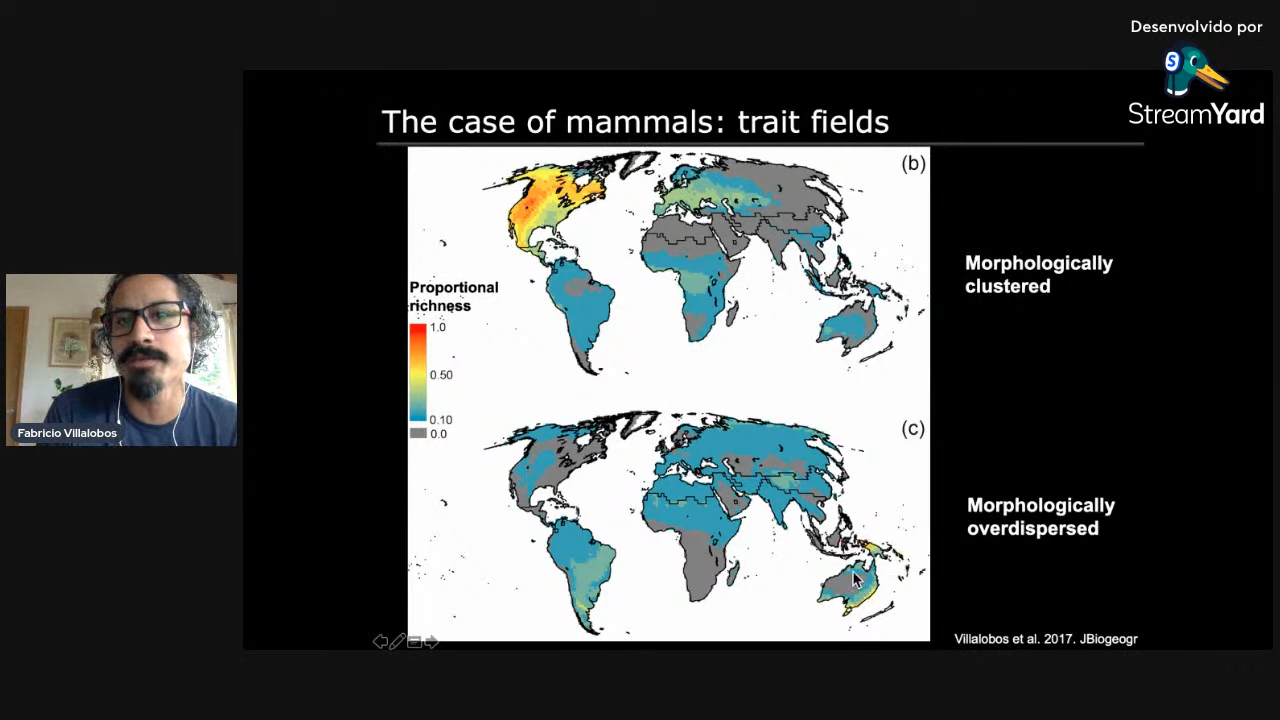 Desenvolvido por
StreamYard
The case of mammals: trait fields
(b)
Morphologically
clustered
Proportional
richness
1.0
0.50
0.10
0.0
Fabricio Villalobos
(c)
Morphologically
overdispersed
Villalobos et al. 2017. JBiogeogr